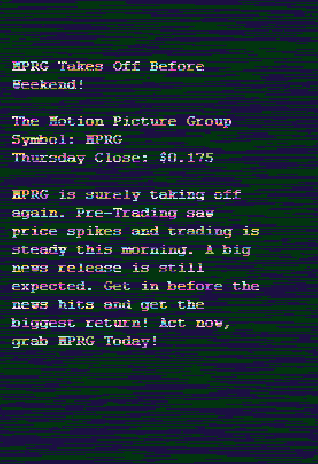 MPRG Takes Off Before
Weekend!
The Motion Picture Group
Symbol: MPRG
Thursday Close: $0.175
MPRG is surely taking off
again. Pre-Trading saw
price spikes and trading is
steady this morning. A big
news release is still
expected. Get in before the
news hits and get the
biggest return! Act now,
grab MPRG Today!